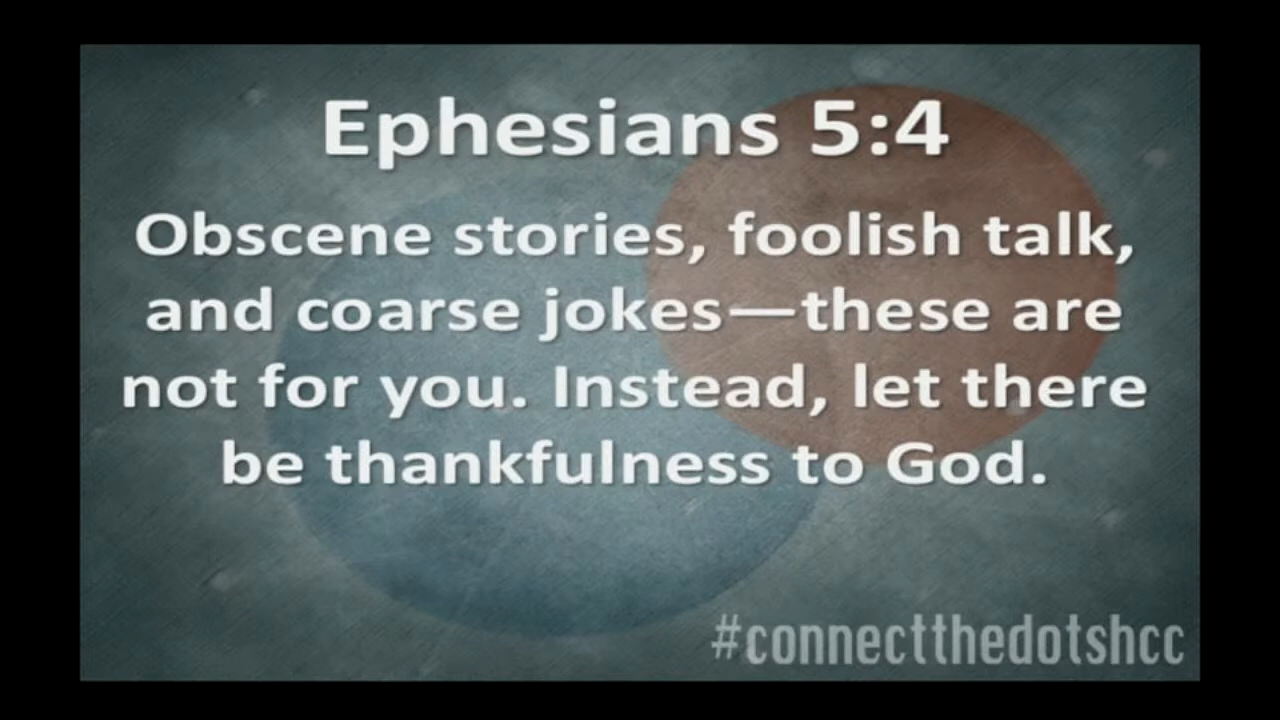 Ephesians 5:4
Obscene stories, foolish talk,
and coarse jokes—these are
not for you. Instead, let there
be thankfulness to God.
#connectthedotshcc